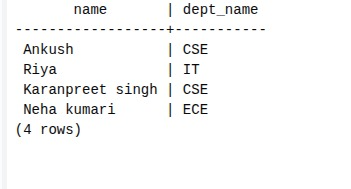 name | dept_name
------------------+-----------
Ankush | CSE
Riya | IT
Karanpreet singh | CSE
Neha kumari | ECE
(4 rows)